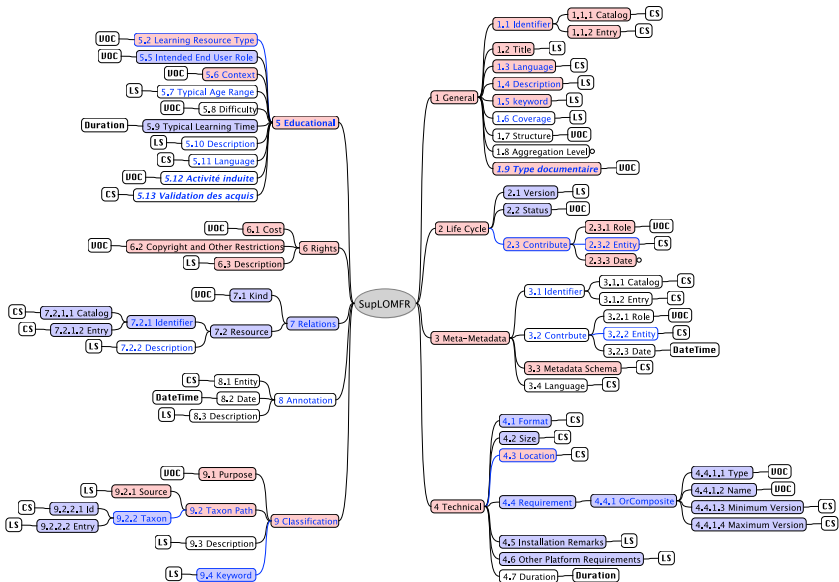 SupLOMFR
1 General
1.1 Identifier
1.1.1 Catalog
CS
1.1.2 Entry
CS
1.2 Title
LS
1.3 Language
CS
1.4 Description
LS
1.5 keyword
LS
1.6 Coverage
LS
1.7 Structure
VOC
1.8 Aggregation Level
1.9 Type documentaire
VOC
2 Life Cycle
2.1 Version
LS
2.2 Status
VOC
2.3 Contribute
2.3.1 Role
VOC
2.3.2 Entity
CS
2.3.3 Date
3 Meta-Metadata
3.1 Identifier
3.1.1 Catalog
CS
3.1.2 Entry
CS
3.2 Contrbute
3.2.1 Role
VOC
3.2.2 Entity
CS
3.2.3 Date
DateTime
3.3 Metadata Schema
CS
3.4 Language
CS
4 Technical
4.1 Format
CS
4.2 Size
CS
4.3 Location
CS
4.4 Requirement
4.4.1 OrComposite
4.4.1.1 Type
VOC
4.4.1.2 Name
VOC
4.4.1.3 Minimum Version
CS
4.4.1.4 Maximum Version
CS
4.5 Installation Remarks
LS
4.6 Other Platform Requirements
LS
4.7 Duration
Duration
5 Educational
5.2 Learning Resource Type
VOC
5.5 Intended End User Role
VOC
5.6 Context
VOC
5.7 Typical Age Range
LS
5.8 Difficulty
VOC
5.9 Typical Learning Time
Duration
5.10 Description
LS
5.11 Language
CS
5.12 Activité induite
VOC
5.13 Validation des acquis
CS
6 Rights
6.1 Cost
VOC
6.2 Copyright and Other Restrictions
VOC
6.3 Description
LS
7 Relations
7.1 Kind
VOC
7.2 Resource
7.2.1 Identifier
7.2.1.1 Catalog
CS
7.2.1.2 Entry
CS
7.2.2 Description
LS
8 Annotation
8.1 Entity
CS
8.2 Date
DateTime
8.3 Description
LS
9 Classification
9.1 Purpose
VOC
9.2 Taxon Path
9.2.1 Source
LS
9.2.2 Taxon
9.2.2.1 Id
CS
9.2.2.2 Entry
LS
9.3 Description
LS
9.4 Keyword
LS